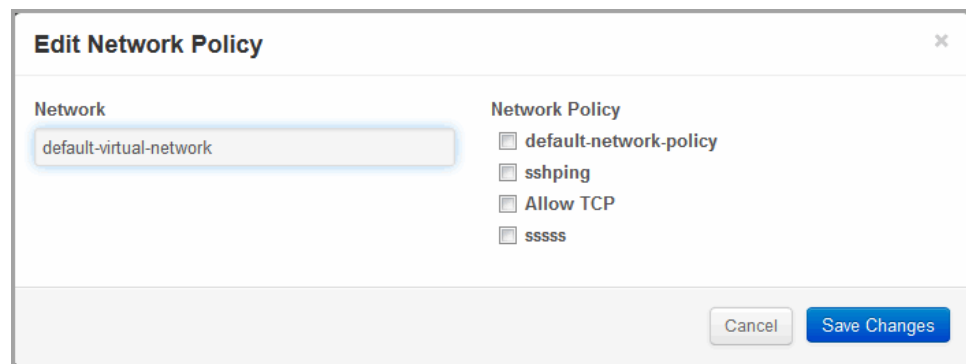 Edit Network Policy
×
Network
default-virtual-network
Network Policy
default-network-policy
sshping
Allow TCP
sssss
Cancel
Save Changes